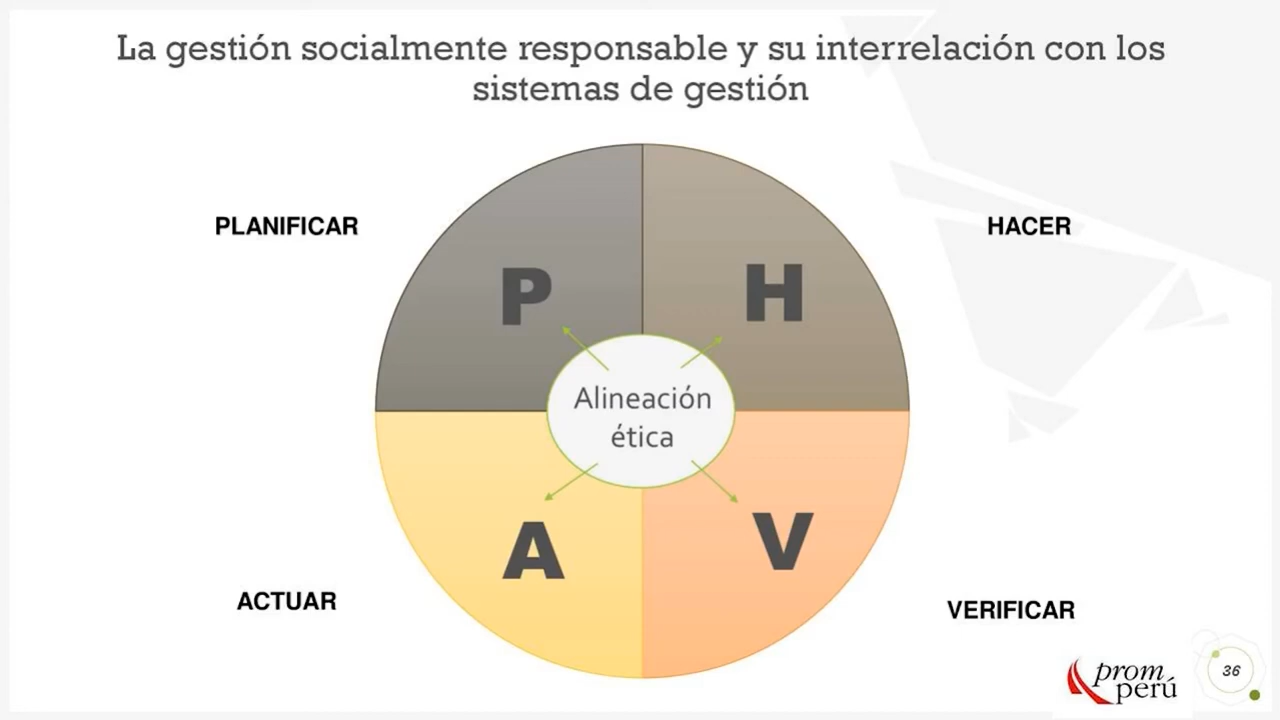 La gestión socialmente responsable y su interrelación con los
sistemas de gestión
PLANIFICAR
HACER
P
H
Alineación
ética
A
V
ACTUAR
VERIFICAR
prom
perú
36